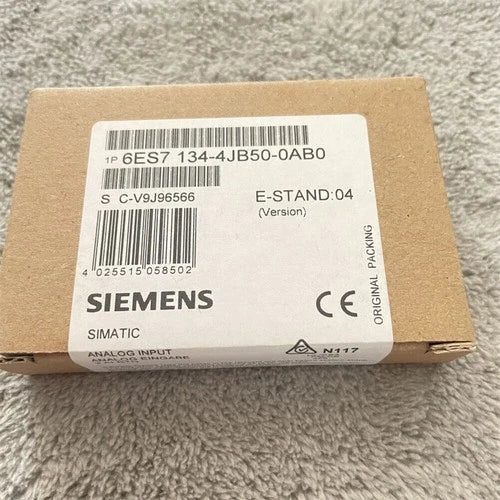 1P 6ES7 134-4JB50-0AB0
S C-V9J96566
E-STAND:04
(Version)
4 025515 058502
SIEMENS
CE
SIMATIC
ORIGINAL PACKING
ANALOG INPUT
ANALOG EINGABE
N117